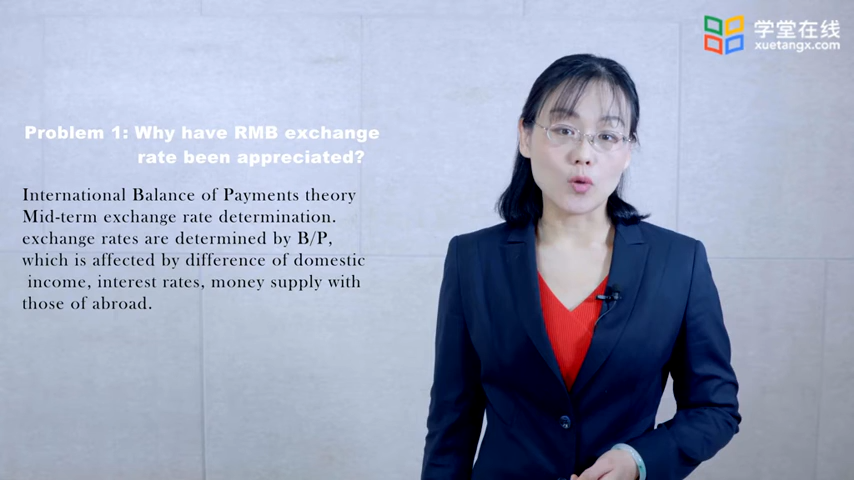 学堂在线
xuetangx.com
Problem 1: Why have RMB exchange
rate been appreciated?
International Balance of Payments theory
Mid-term exchange rate determination.
exchange rates are determined by B/P,
which is affected by difference of domestic
income, interest rates, money supply with
those of abroad.